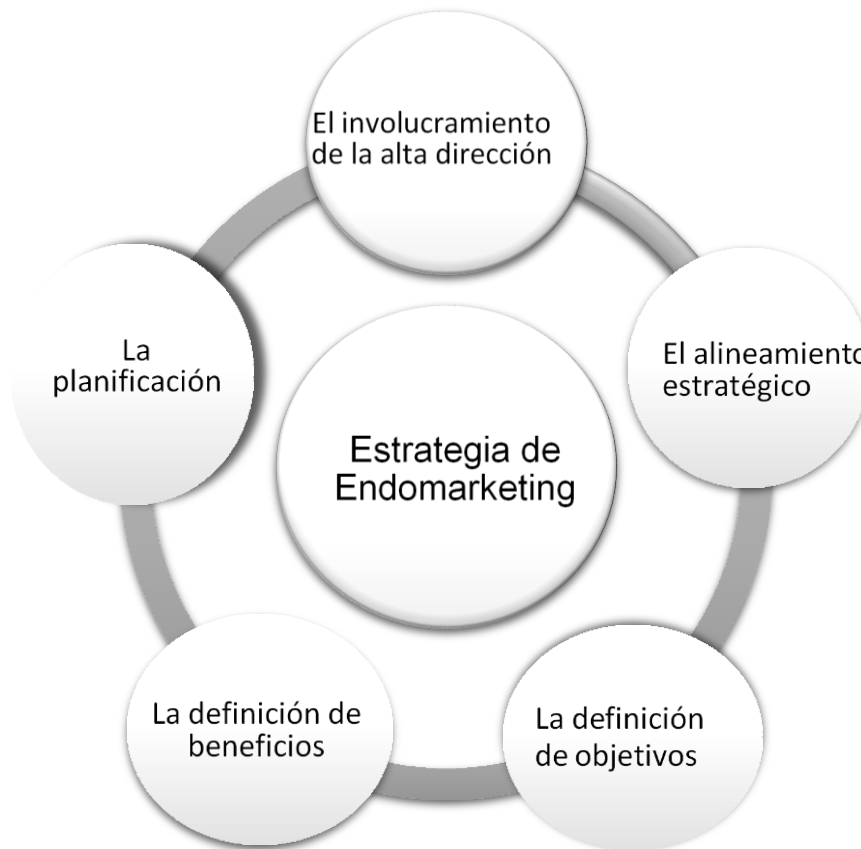 El involucramiento
de la alta dirección
El alineamiento
estratégico
La definición
de objetivos
La definición de
beneficios
La
planificación
Estrategia de
Endomarketing